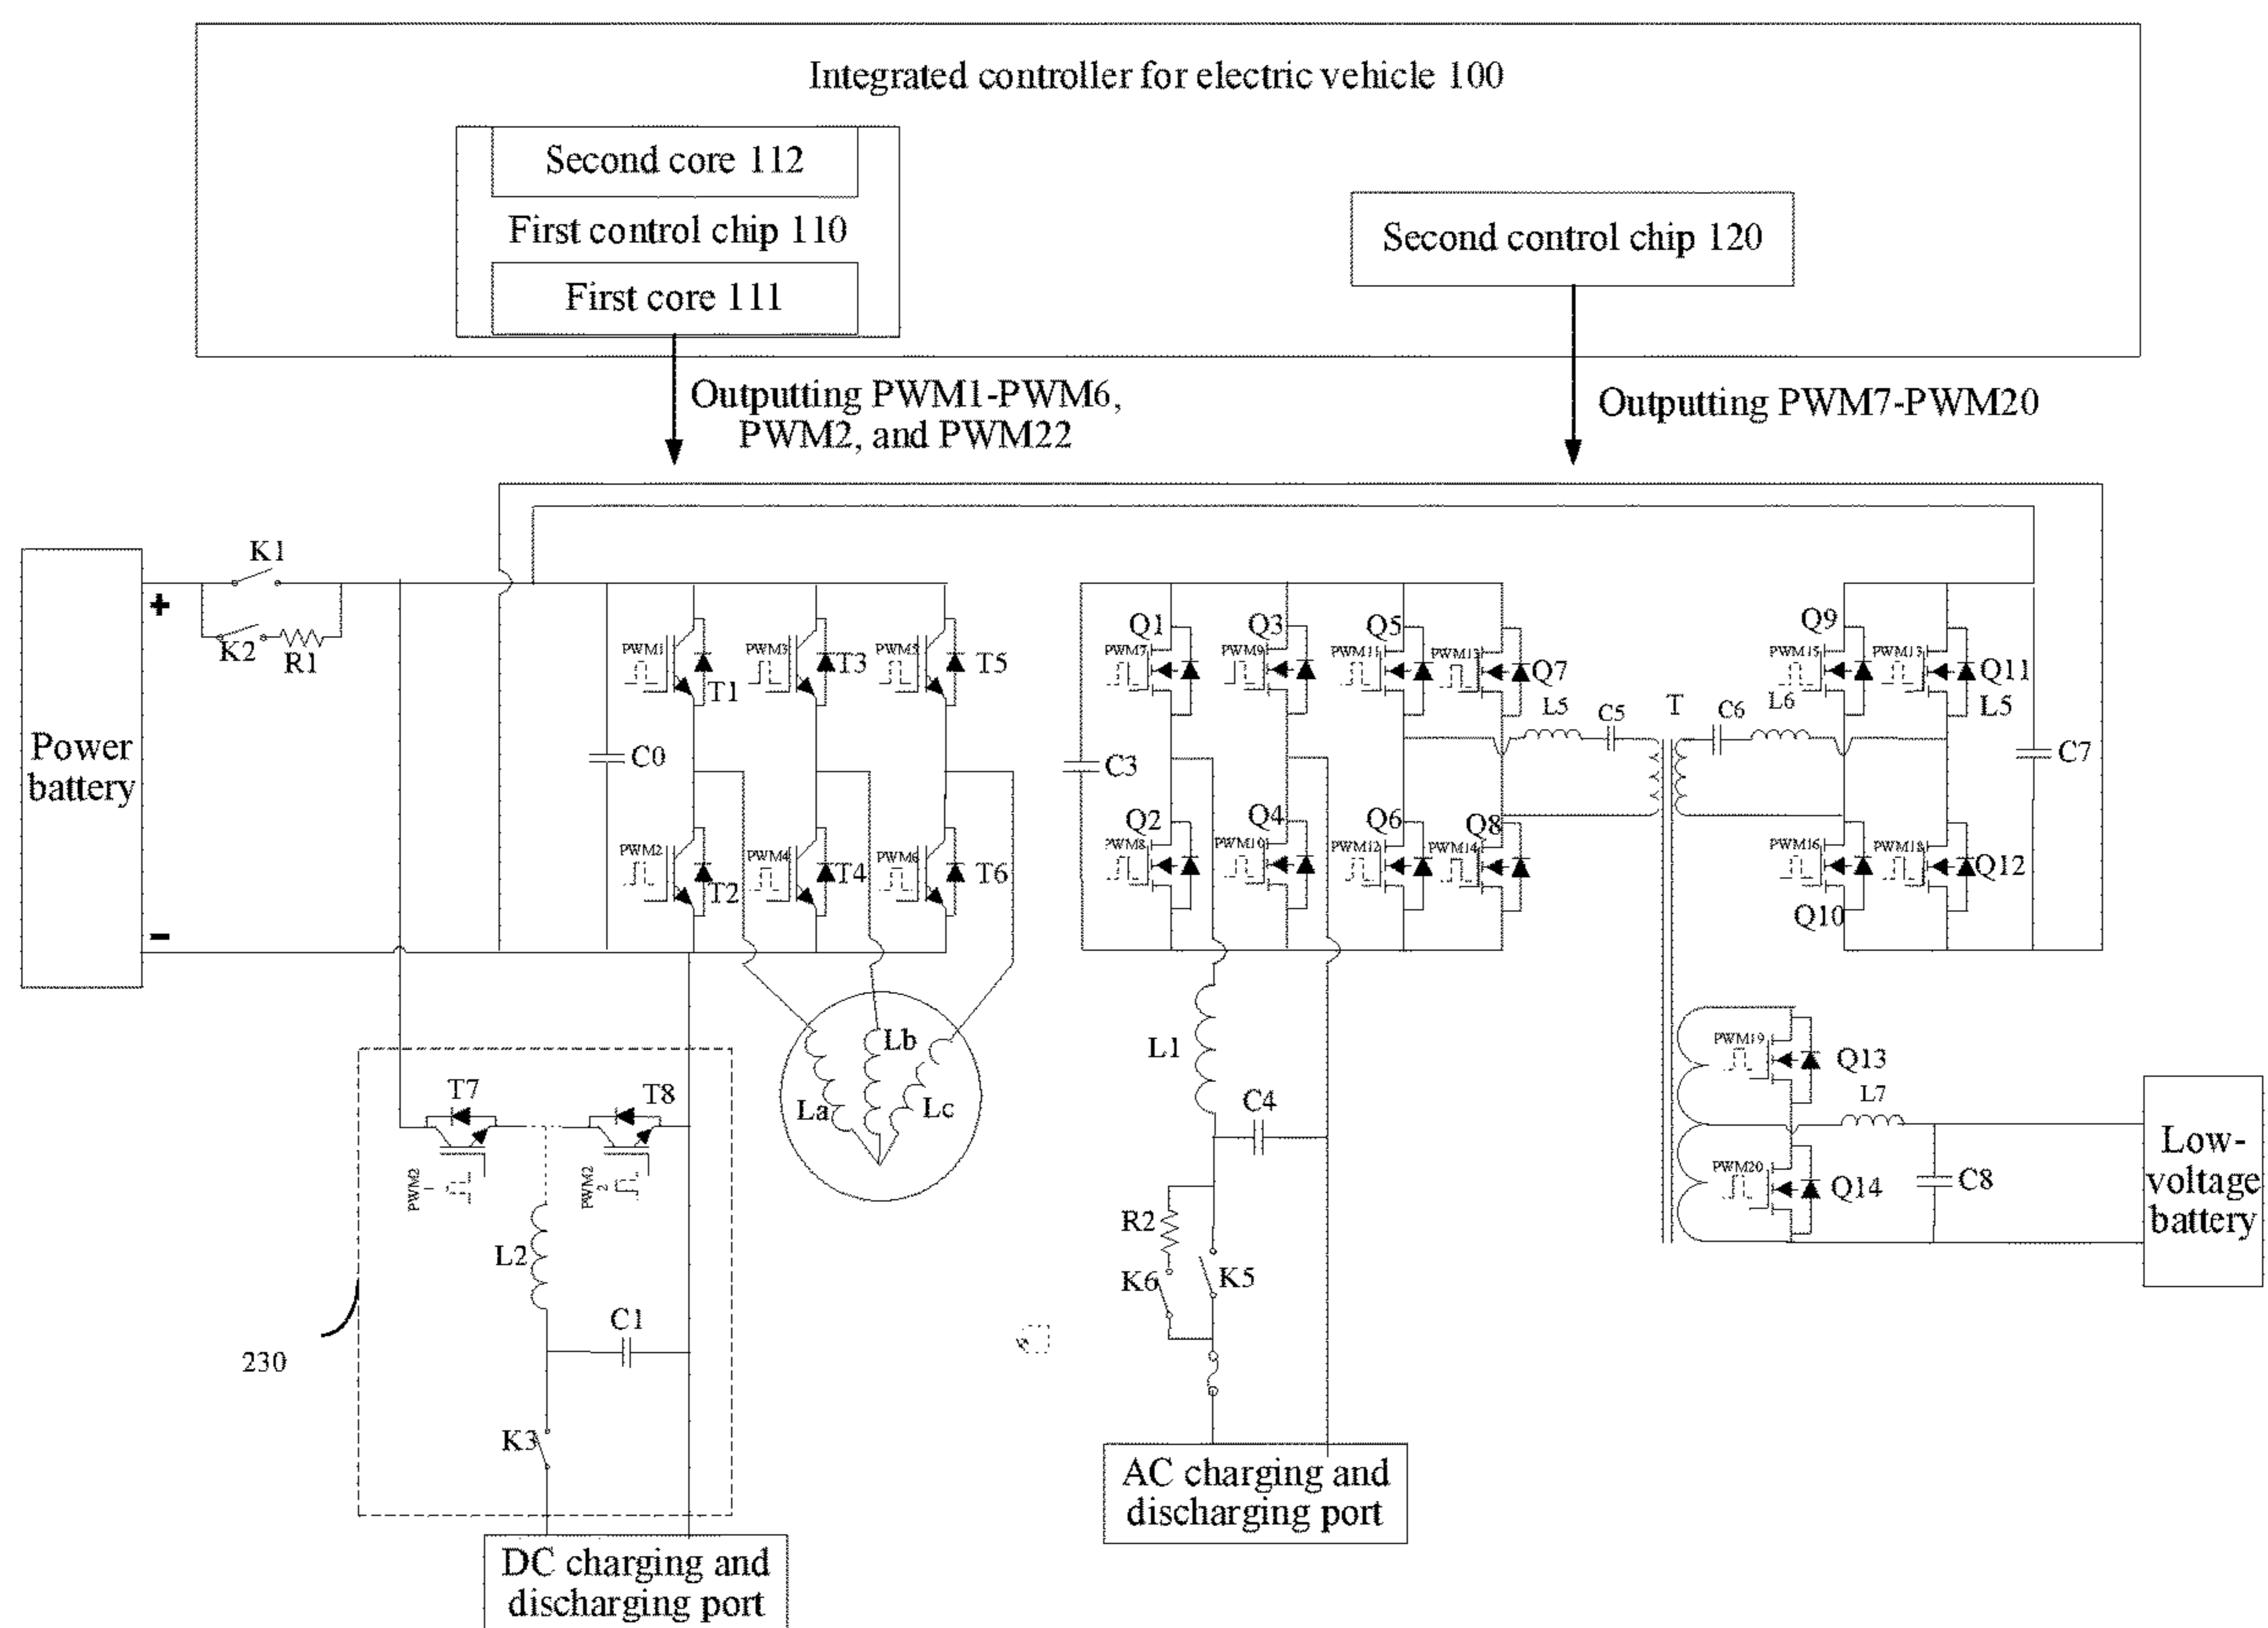 Integrated controller for electric vehicle 100
Second core 112
First control chip 110
First core 111
Second control chip 120
Outputting PWM1-PWM6,
PWM2, and PWM22
Outputting PWM7-PWM20
Power
battery
+
-
K1
K2
R1
C0
PWM1
T1
PWM3
T3
PWM5
T5
PWM2
T2
PWM4
T4
PWM6
T6
La
Lb
Lc
C3
Q1
PWM7
Q3
PWM9
Q5
PWM11
PWM13
Q7
Q2
PWM8
Q4
PWM10
Q6
PWM12
Q8
PWM14
L5
C5
T
C6
L6
Q9
PWM15
PWM13
Q11
L5
C7
PWM16
Q10
PWM18
Q12
T7
T8
PWM2
1
PWM2
2
L2
C1
K3
230
DC charging and
discharging port
L1
C4
R2
K6
K5
AC charging and
discharging port
PWM19
Q13
L7
PWM20
Q14
C8
Low-
voltage
battery